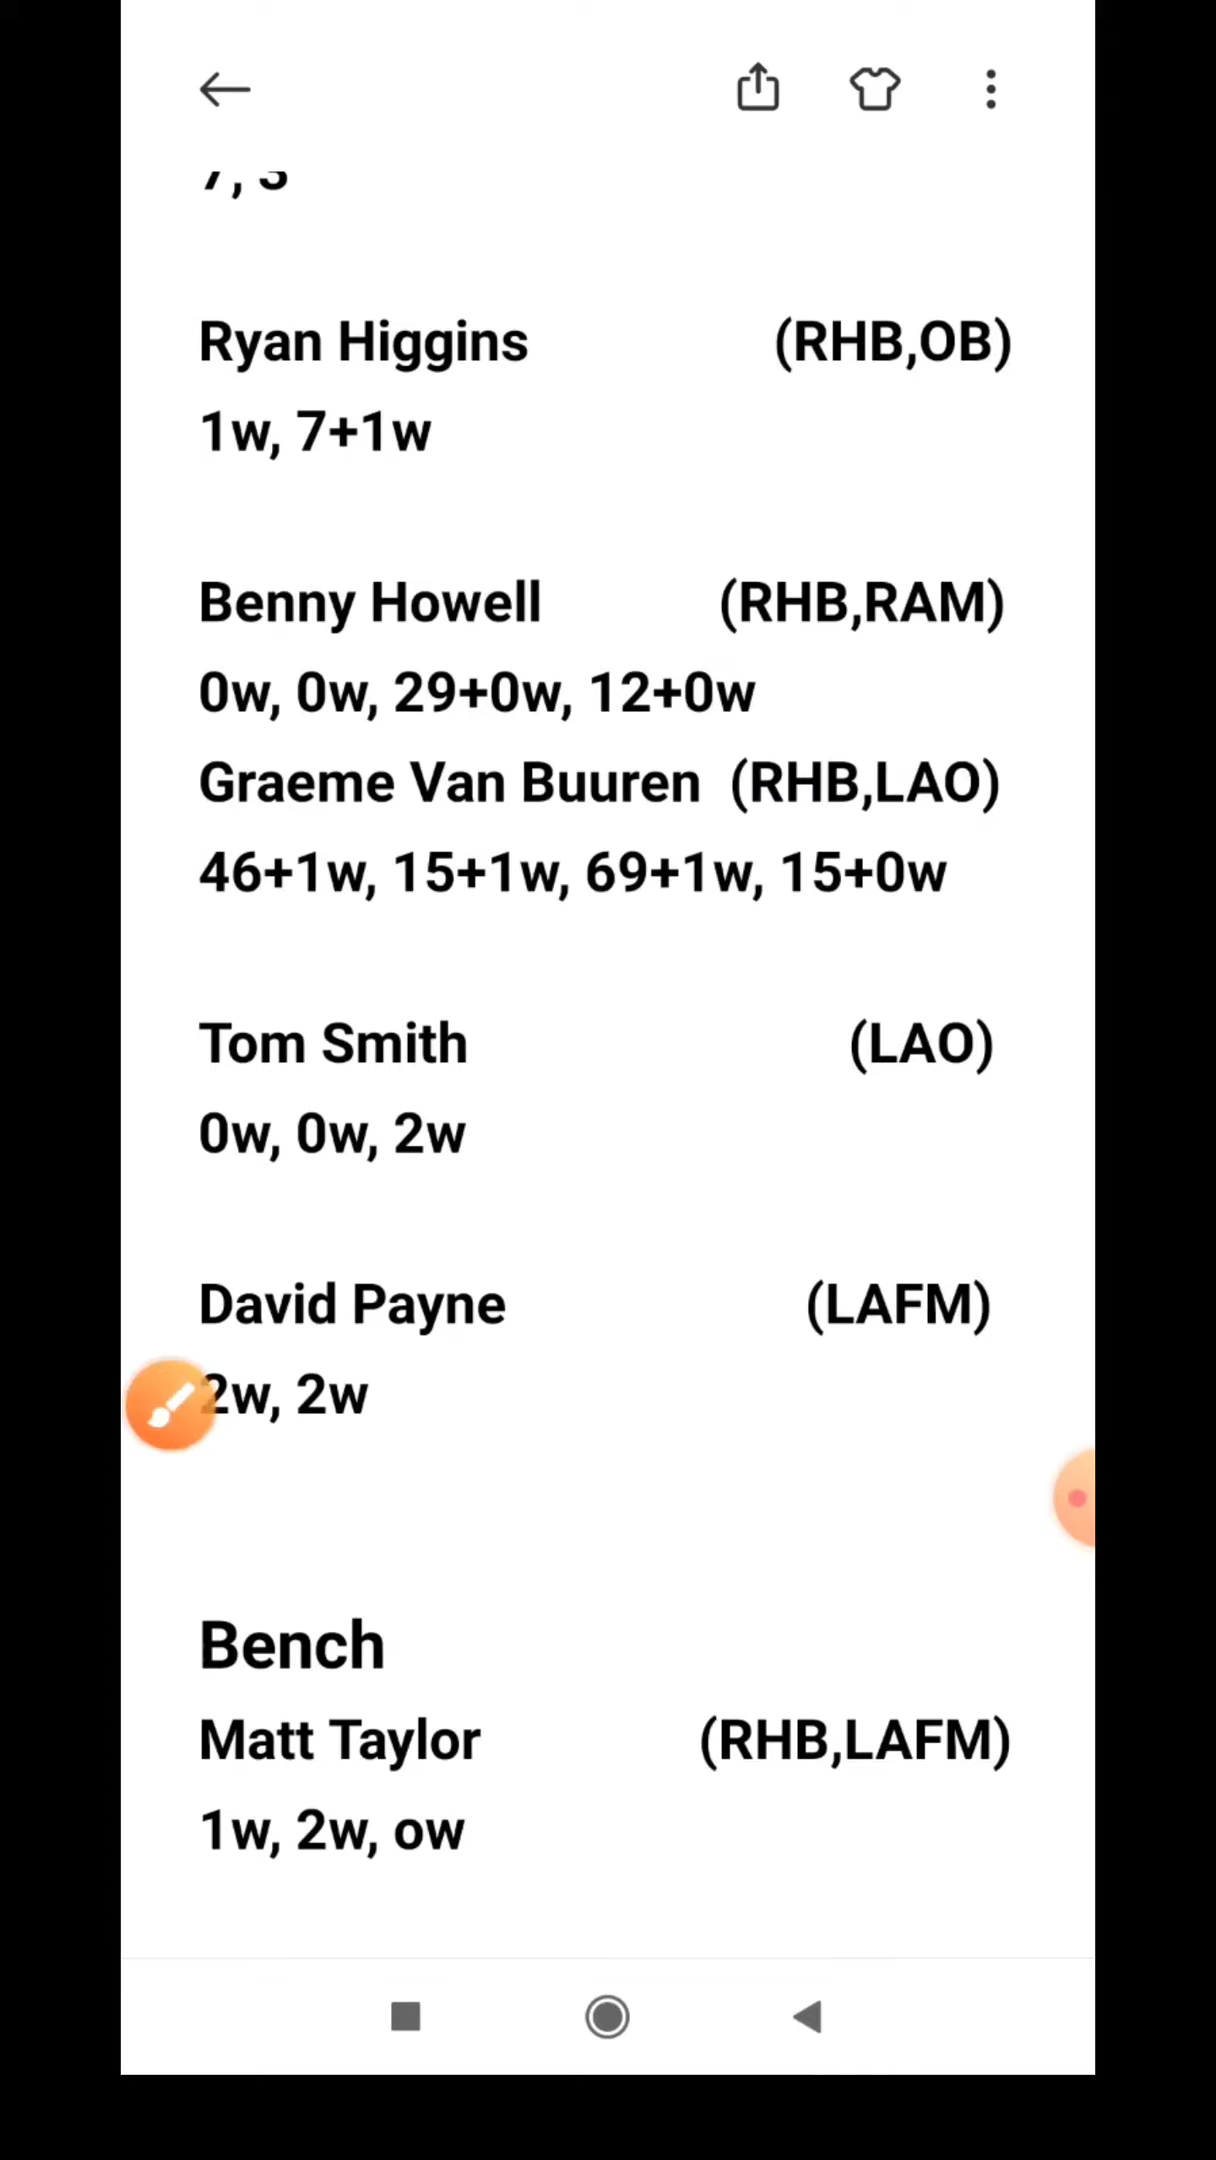 7, 3
Ryan Higgins (RHB,OB)
1w, 7+1w
Benny Howell (RHB,RAM)
0w, 0w, 29+0w, 12+0w
Graeme Van Buuren (RHB,LAO)
46+1w, 15+1w, 69+1w, 15+0w
Tom Smith (LAO)
0w, 0w, 2w
David Payne (LAFM)
2w, 2w
Bench
Matt Taylor (RHB,LAFM)
1w, 2w, ow